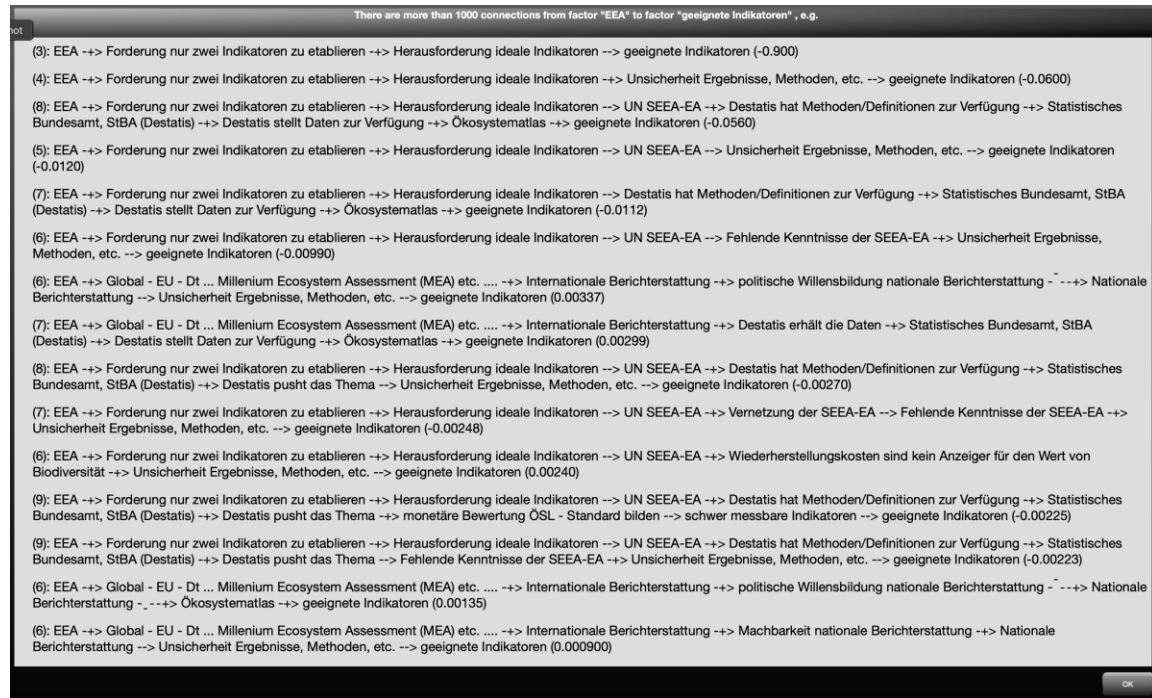 There are more than 1000 connections from factor "EEA" to factor "geeignete Indikatoren" , e.g.
not
(3): EEA -+> Forderung nur zwei Indikatoren zu etablieren -+> Herausforderung ideale Indikatoren --> geeignete Indikatoren (-0.900)
(4): EEA -+> Forderung nur zwei Indikatoren zu etablieren -+> Herausforderung ideale Indikatoren -+> Unsicherheit Ergebnisse, Methoden, etc. --> geeignete Indikatoren (-0.0600)
(8): EEA -+> Forderung nur zwei Indikatoren zu etablieren -+> Herausforderung ideale Indikatoren --> UN SEEA-EA -+> Destatis hat Methoden/Definitionen zur Verfügung -+> Statistisches
Bundesamt, StBA (Destatis) -+> Destatis stellt Daten zur Verfügung -+> Ökosystematlas -+> geeignete Indikatoren (-0.0560)
(5): EEA -+> Forderung nur zwei Indikatoren zu etablieren -+> Herausforderung ideale Indikatoren --> UN SEEA-EA --> Unsicherheit Ergebnisse, Methoden, etc. --> geeignete Indikatoren
(-0.0120)
(7): EEA -+> Forderung nur zwei Indikatoren zu etablieren -+> Herausforderung ideale Indikatoren --> Destatis hat Methoden/Definitionen zur Verfügung -+> Statistisches Bundesamt, StBA
(Destatis) -+> Destatis stellt Daten zur Verfügung -+> Ökosystematlas -+> geeignete Indikatoren (-0.0112)
(6): EEA -+> Forderung nur zwei Indikatoren zu etablieren -+> Herausforderung ideale Indikatoren --> UN SEEA-EA --> Fehlende Kenntnisse der SEEA-EA -+> Unsicherheit Ergebnisse,
Methoden, etc. --> geeignete Indikatoren (-0.00990)
(6): EEA -+> Global - EU - Dt ... Millenium Ecosystem Assessment (MEA) etc. .... -+> Internationale Berichterstattung -+> politische Willensbildung nationale Berichterstattung -¯--+> Nationale
Berichterstattung --> Unsicherheit Ergebnisse, Methoden, etc. --> geeignete Indikatoren (0.00337)
(7): EEA -+> Global - EU - Dt ... Millenium Ecosystem Assessment (MEA) etc. .... -+> Internationale Berichterstattung -+> Destatis erhält die Daten -+> Statistisches Bundesamt, StBA
(Destatis) -+> Destatis stellt Daten zur Verfügung -+> Ökosystematlas -+> geeignete Indikatoren (0.00299)
(8): EEA -+> Forderung nur zwei Indikatoren zu etablieren -+> Herausforderung ideale Indikatoren --> UN SEEA-EA -+> Destatis hat Methoden/Definitionen zur Verfügung -+> Statistisches
Bundesamt, StBA (Destatis) -+> Destatis pusht das Thema --> Unsicherheit Ergebnisse, Methoden, etc. --> geeignete Indikatoren (-0.00270)
(7): EEA -+> Forderung nur zwei Indikatoren zu etablieren -+> Herausforderung ideale Indikatoren --> UN SEEA-EA -+> Vernetzung der SEEA-EA --> Fehlende Kenntnisse der SEEA-EA -+>
Unsicherheit Ergebnisse, Methoden, etc. --> geeignete Indikatoren (-0.00248)
(6): EEA -+> Forderung nur zwei Indikatoren zu etablieren -+> Herausforderung ideale Indikatoren --> UN SEEA-EA -+> Wiederherstellungskosten sind kein Anzeiger für den Wert von
Biodiversität -+> Unsicherheit Ergebnisse, Methoden, etc. --> geeignete Indikatoren (0.00240)
(9): EEA -+> Forderung nur zwei Indikatoren zu etablieren -+> Herausforderung ideale Indikatoren --> UN SEEA-EA -+> Destatis hat Methoden/Definitionen zur Verfügung -+> Statistisches
Bundesamt, StBA (Destatis) -+> Destatis pusht das Thema -+> monetäre Bewertung ÖSL - Standard bilden --> schwer messbare Indikatoren --> geeignete Indikatoren (-0.00225)
(9): EEA -+> Forderung nur zwei Indikatoren zu etablieren -+> Herausforderung ideale Indikatoren --> UN SEEA-EA -+> Destatis hat Methoden/Definitionen zur Verfügung -+> Statistisches
Bundesamt, StBA (Destatis) -+> Destatis pusht das Thema --> Fehlende Kenntnisse der SEEA-EA -+> Unsicherheit Ergebnisse, Methoden, etc. --> geeignete Indikatoren (-0.00223)
(6): EEA -+> Global - EU - Dt ... Millenium Ecosystem Assessment (MEA) etc. .... -+> Internationale Berichterstattung -+> politische Willensbildung nationale Berichterstattung -¯--+> Nationale
Berichterstattung -_--+> Ökosystematlas -+> geeignete Indikatoren (0.00135)
(6): EEA -+> Global - EU - Dt ... Millenium Ecosystem Assessment (MEA) etc. .... -+> Internationale Berichterstattung -+> Machbarkeit nationale Berichterstattung -+> Nationale
Berichterstattung --> Unsicherheit Ergebnisse, Methoden, etc. --> geeignete Indikatoren (0.000900)
OK